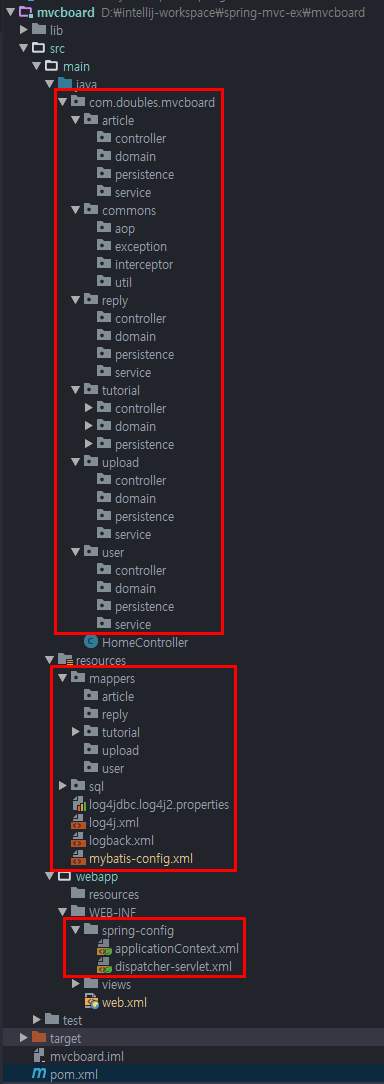 mvcboard D:₩intellij-workspace₩spring-mvc-ex₩mvcboard
lib
src
main
java
com.doubles.mvcboard
article
controller
domain
persistence
service
commons
aop
exception
interceptor
util
reply
controller
domain
persistence
service
tutorial
controller
domain
persistence
upload
controller
domain
persistence
service
user
controller
domain
persistence
service
HomeController
resources
mappers
article
reply
tutorial
upload
user
sql
log4jdbc.log4j2.properties
log4j.xml
logback.xml
mybatis-config.xml
webapp
resources
WEB-INF
spring-config
applicationContext.xml
dispatcher-servlet.xml
views
web.xml
test
target
mvcboard.iml
pom.xml